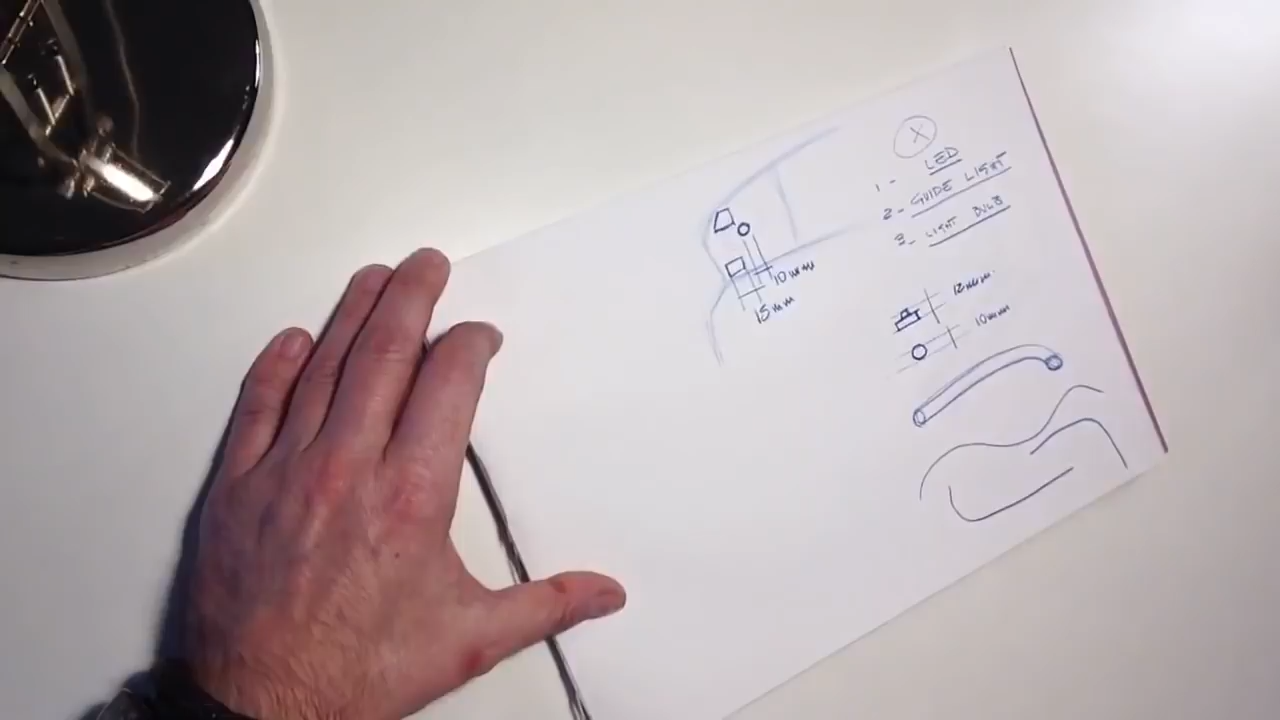 X
1- LED
2- GUIDE LIGHT
3- LIGHT BULB
10mm
15mm
12mm
10mm